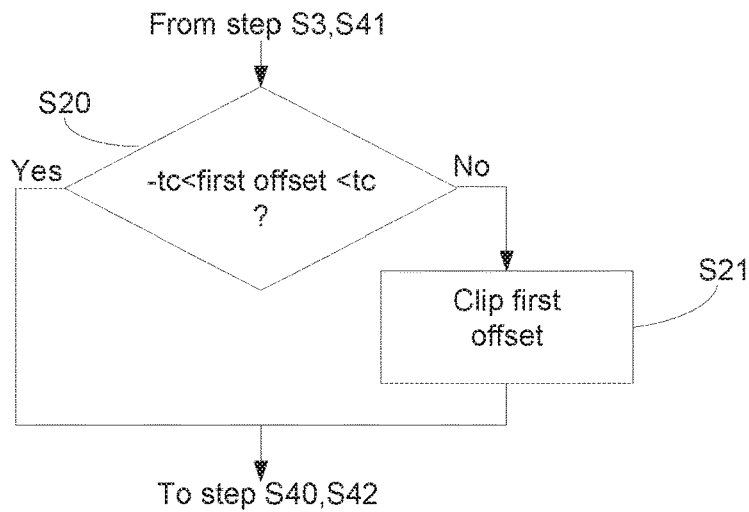 From step S3,S41
S20
Yes
No
-tc<first offset <tc
?
S21
Clip first
offset
To step S40,S42